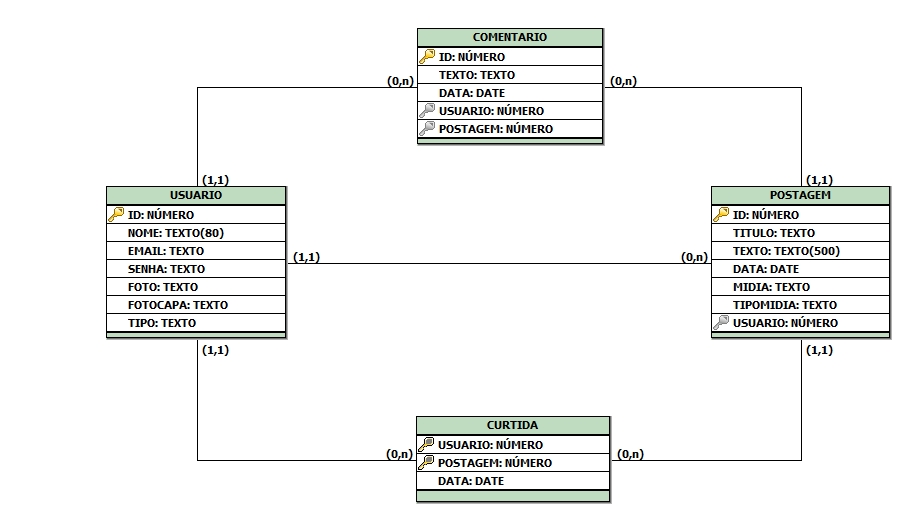 COMENTARIO
ID: NÚMERO
TEXTO: TEXTO
DATA: DATE
USUARIO: NÚMERO
POSTAGEM: NÚMERO
(0,n)
(0,n)
(1,1)
(1,1)
USUARIO
ID: NÚMERO
NOME: TEXTO(80)
EMAIL: TEXTO
SENHA: TEXTO
FOTO: TEXTO
FOTOCAPA: TEXTO
TIPO: TEXTO
(1,1)
(0,n)
POSTAGEM
ID: NÚMERO
TITULO: TEXTO
TEXTO: TEXTO(500)
DATA: DATE
MIDIA: TEXTO
TIPOMIDIA: TEXTO
USUARIO: NÚMERO
(1,1)
(1,1)
(0,n)
(0,n)
CURTIDA
USUARIO: NÚMERO
POSTAGEM: NÚMERO
DATA: DATE